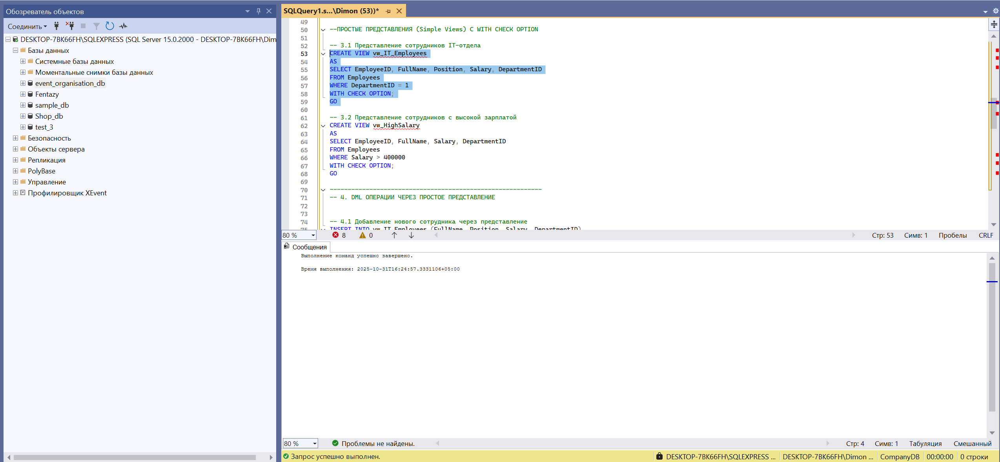 Обозреватель объектов
Соединить
DESKTOP-7BK66FH\SQLEXPRESS (SQL Server 15.0.2000 - DESKTOP-7BK66FH\Dim
Базы данных
Системные базы данных
Моментальные снимки базы данных
event_organisation_db
Fentazy
sample_db
Shop_db
test_3
Безопасность
Объекты сервера
Репликация
PolyBase
Управление
Профилировщик XEvent
SQLQuery1.s...\Dimon (53))*
49
50 --ПРОСТЫЕ ПРЕДСТАВЛЕНИЯ (Simple Views) С WITH CHECK OPTION
51
52 -- 3.1 Представление сотрудников IT-отдела
53 CREATE VIEW vw_IT_Employees
54 AS
55 SELECT EmployeeID, FullName, Position, Salary, DepartmentID
56 FROM Employees
57 WHERE DepartmentID = 1
58 WITH CHECK OPTION;
59 GO
60
61 -- 3.2 Представление сотрудников с высокой зарплатой
62 CREATE VIEW vw_HighSalary
63 AS
64 SELECT EmployeeID, FullName, Salary, DepartmentID
65 FROM Employees
66 WHERE Salary > 400000
67 WITH CHECK OPTION;
68 GO
69
70 -----------------------------------------------------------
71 -- 4. DML ОПЕРАЦИИ ЧЕРЕЗ ПРОСТОЕ ПРЕДСТАВЛЕНИЕ
72
73
74 -- 4.1 Добавление нового сотрудника через представление
75 INSERT INTO vw_IT_Employees (FullName, Position, Salary, DepartmentID)
80 % 8 0 Стр: 53 Симв: 1 Пробелы CRLF
Сообщения
Выполнение команд успешно завершено.
Время выполнения: 2025-10-31T16:24:57.3331106+05:00
80 % Проблемы не найдены. Стр: 4 Симв: 1 Табуляция Смешанный
Запрос успешно выполнен. DESKTOP-7BK66FH\SQLEXPRESS ... DESKTOP-7BK66FH\Dimon ... CompanyDB 00:00:00 0 строки